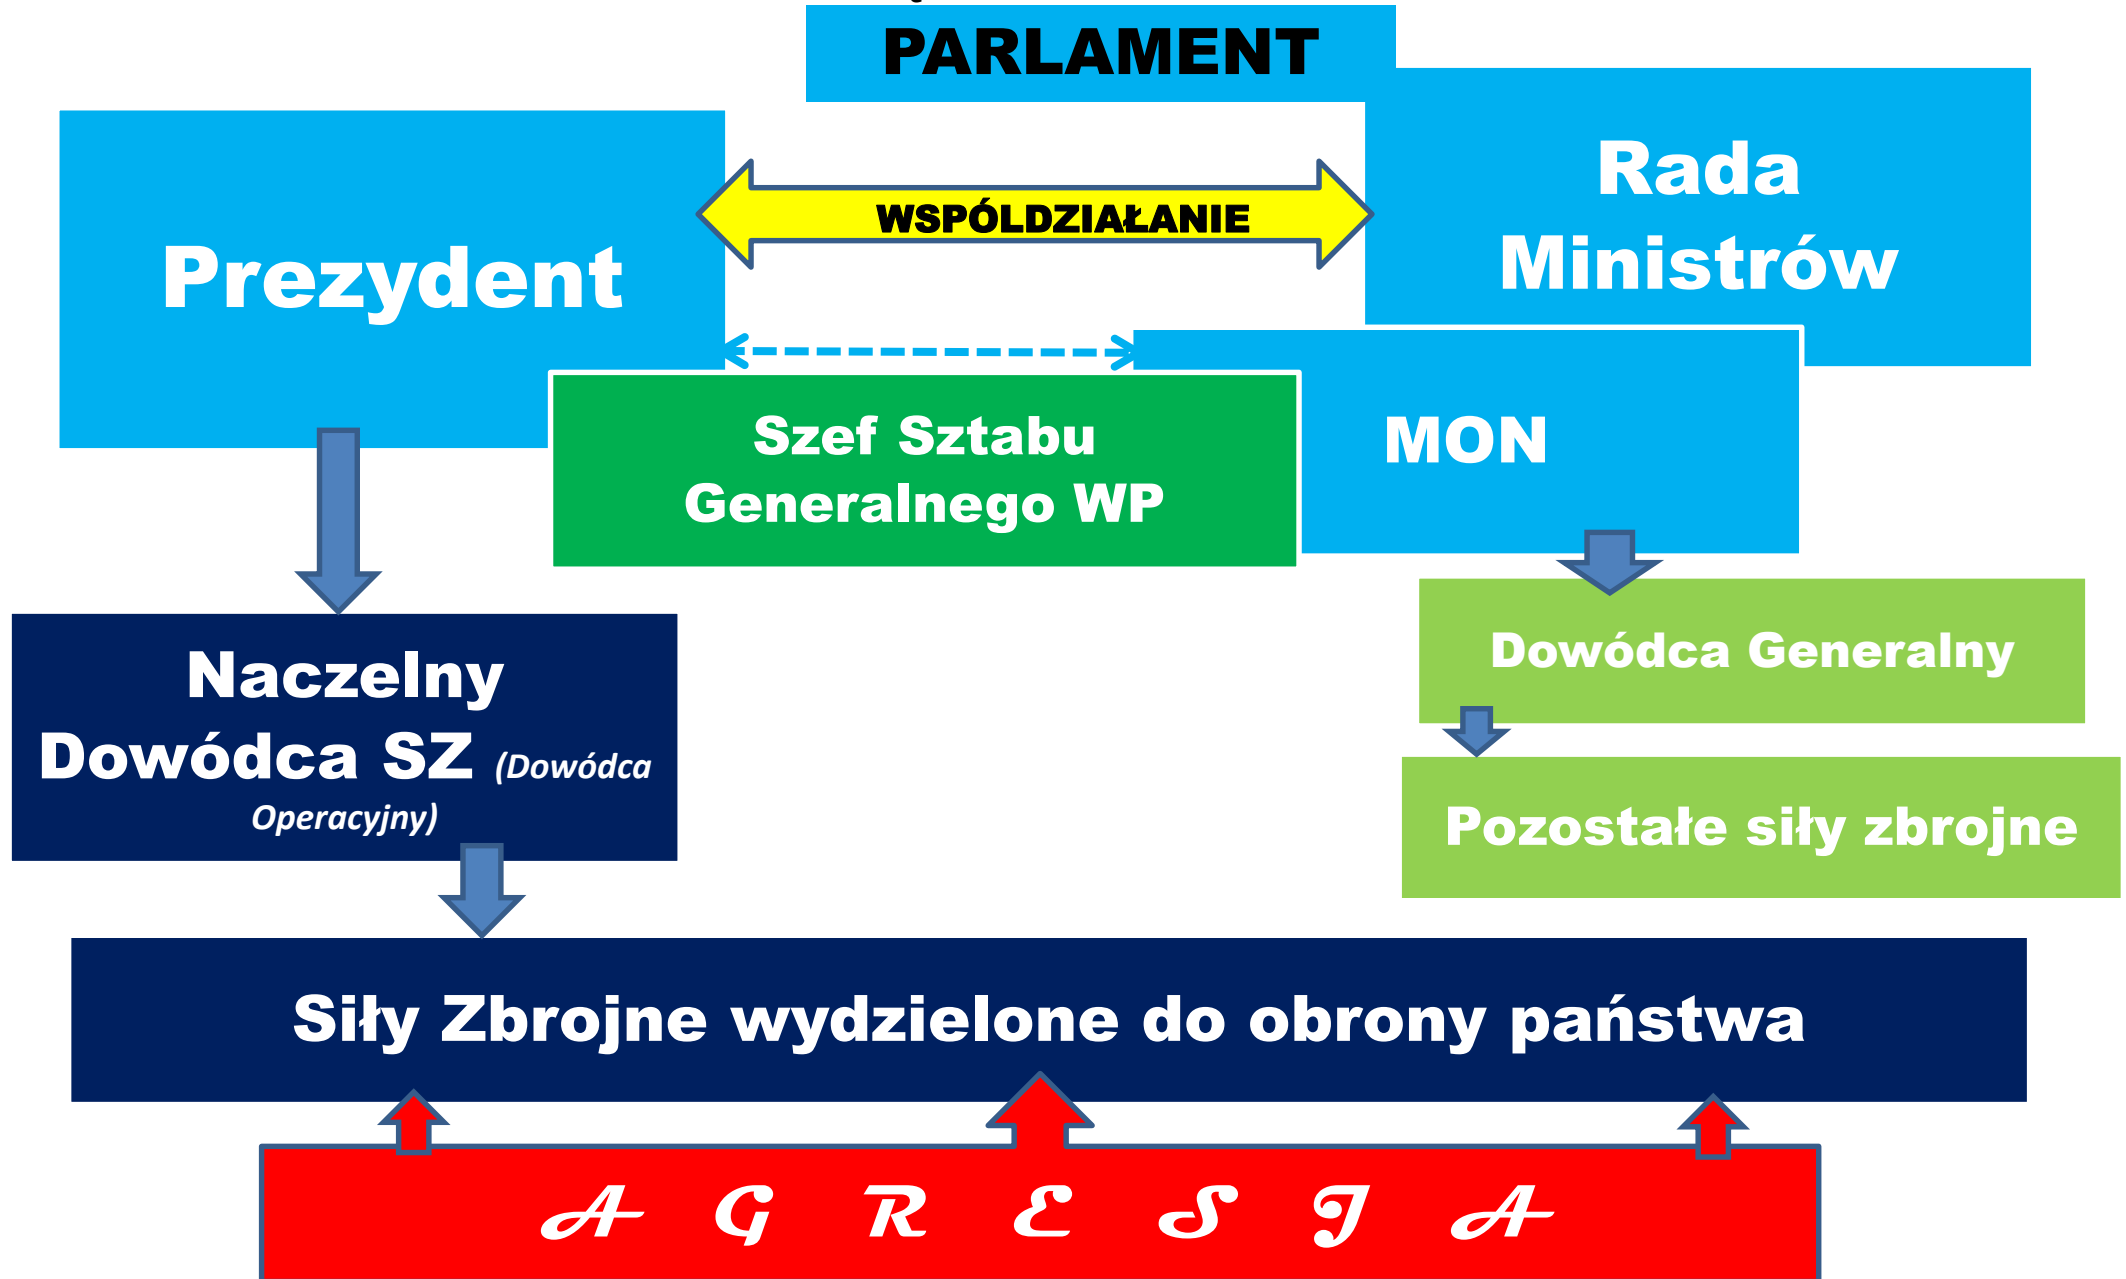 PARLAMENT
Rada
Ministrów
WSPÓLDZIAŁANIE
Prezydent
MON
Szef Sztabu
Generalnego WP
Naczelny
Dowódca SZ (Dowódca
Operacyjny)
Dowódca Generalny
Pozostałe siły zbrojne
Siły Zbrojne wydzielone do obrony państwa
A G R E S J A